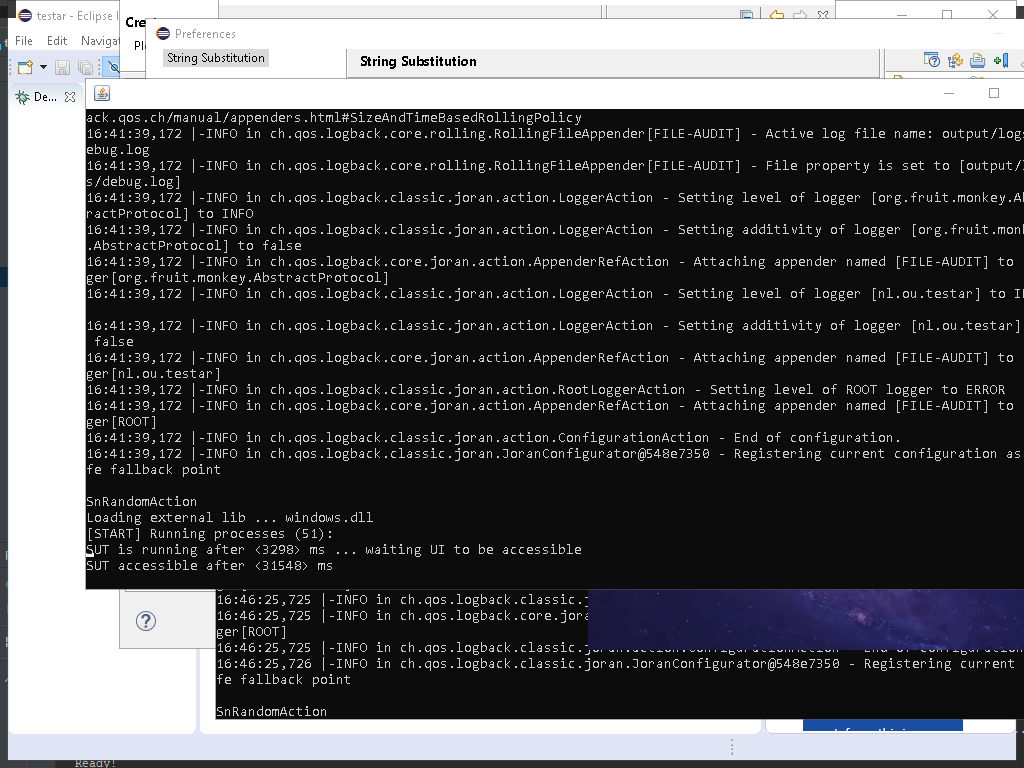 testar - Eclipse I
Cre
File Edit Navigat
Pl
Preferences
String Substitution
String Substitution
De...
ack.qos.ch/manual/appenders.html#SizeAndTimeBasedRollingPolicy
16:41:39,172 |-INFO in ch.qos.logback.core.rolling.RollingFileAppender[FILE-AUDIT] - Active log file name: output/logs
ebug.log
16:41:39,172 |-INFO in ch.qos.logback.core.rolling.RollingFileAppender[FILE-AUDIT] - File property is set to [output/l
s/debug.log]
16:41:39,172 |-INFO in ch.qos.logback.classic.joran.action.LoggerAction - Setting level of logger [org.fruit.monkey.Ab
ractProtocol] to INFO
16:41:39,172 |-INFO in ch.qos.logback.classic.joran.action.LoggerAction - Setting additivity of logger [org.fruit.monk
.AbstractProtocol] to false
16:41:39,172 |-INFO in ch.qos.logback.core.joran.action.AppenderRefAction - Attaching appender named [FILE-AUDIT] to
ger[org.fruit.monkey.AbstractProtocol]
16:41:39,172 |-INFO in ch.qos.logback.classic.joran.action.LoggerAction - Setting level of logger [nl.ou.testar] to IN
16:41:39,172 |-INFO in ch.qos.logback.classic.joran.action.LoggerAction - Setting additivity of logger [nl.ou.testar]
false
16:41:39,172 |-INFO in ch.qos.logback.core.joran.action.AppenderRefAction - Attaching appender named [FILE-AUDIT] to
ger[nl.ou.testar]
16:41:39,172 |-INFO in ch.qos.logback.classic.joran.action.RootLoggerAction - Setting level of ROOT logger to ERROR
16:41:39,172 |-INFO in ch.qos.logback.core.joran.action.AppenderRefAction - Attaching appender named [FILE-AUDIT] to
ger[ROOT]
16:41:39,172 |-INFO in ch.qos.logback.classic.joran.action.ConfigurationAction - End of configuration.
16:41:39,172 |-INFO in ch.qos.logback.classic.joran.JoranConfigurator@548e7350 - Registering current configuration as
fe fallback point
SnRandomAction
Loading external lib ... windows.dll
[START] Running processes (51):
SUT is running after <3298> ms ... waiting UI to be accessible
SUT accessible after <31548> ms
16:46:25,725 |-INFO in ch.qos.logback.classic.j
16:46:25,725 |-INFO in ch.qos.logback.core.jora
ger[ROOT]
16:46:25,725 |-INFO in ch.qos.logback.classic.joran.action.ConfigurationAction - End of configuration
16:46:25,726 |-INFO in ch.qos.logback.classic.joran.JoranConfigurator@548e7350 - Registering current
fe fallback point
SnRandomAction
Ready!